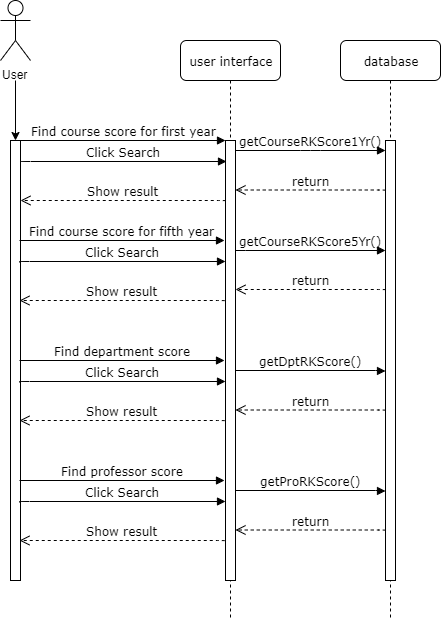 User
user interface
database
Find course score for first year
getCourseRKScore1Yr()
Click Search
return
Show result
Find course score for fifth year
getCourseRKScore5Yr()
Click Search
return
Show result
Find department score
getDptRKScore()
Click Search
return
Show result
Find professor score
getProRKScore()
Click Search
return
Show result